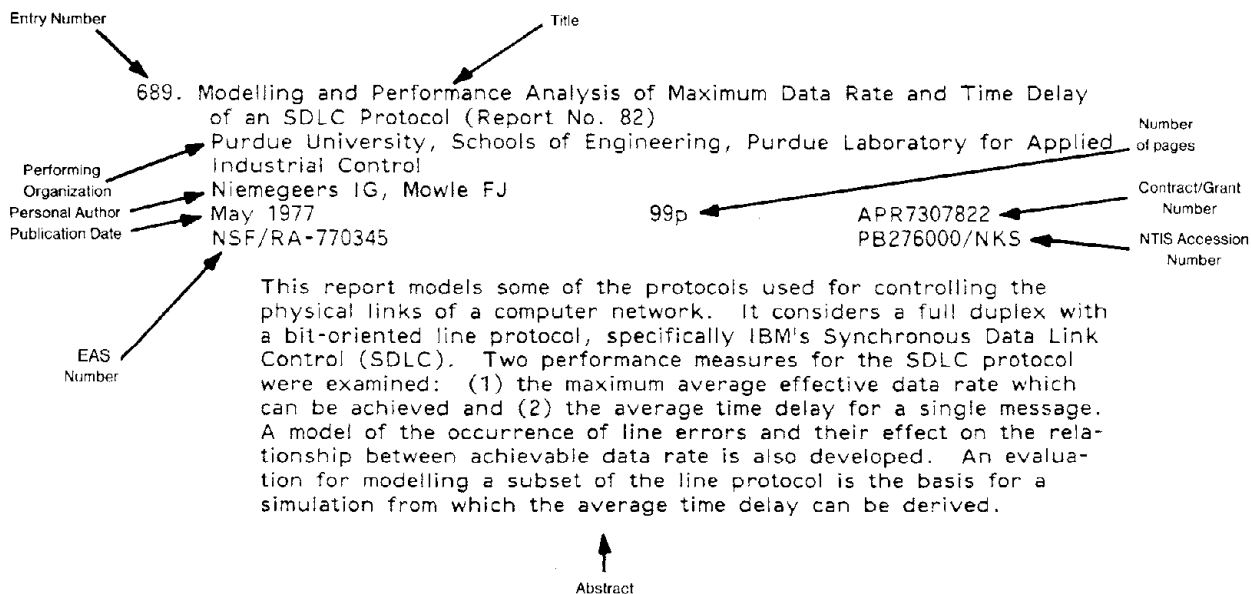 Entry Number
Title
689. Modelling and Performance Analysis of Maximum Data Rate and Time Delay
of an SDLC Protocol (Report No. 82)
Purdue University, Schools of Engineering, Purdue Laboratory for Applied
Industrial Control
Number
of pages
Performing
Organization
Niemegeers IG, Mowle FJ
Personal Author
Publication Date
May 1977 99p APR7307822
Contract/Grant
Number
NSF/RA-770345 PB276000/NKS
NTIS Accession
Number
This report models some of the protocols used for controlling the
physical links of a computer network. It considers a full duplex with
a bit-oriented line protocol, specifically IBM's Synchronous Data Link
Control (SDLC). Two performance measures for the SDLC protocol
were examined: (1) the maximum average effective data rate which
can be achieved and (2) the average time delay for a single message.
A model of the occurrence of line errors and their effect on the rela-
tionship between achievable data rate is also developed. An evalua-
tion for modelling a subset of the line protocol is the basis for a
simulation from which the average time delay can be derived.
EAS
Number
Abstract